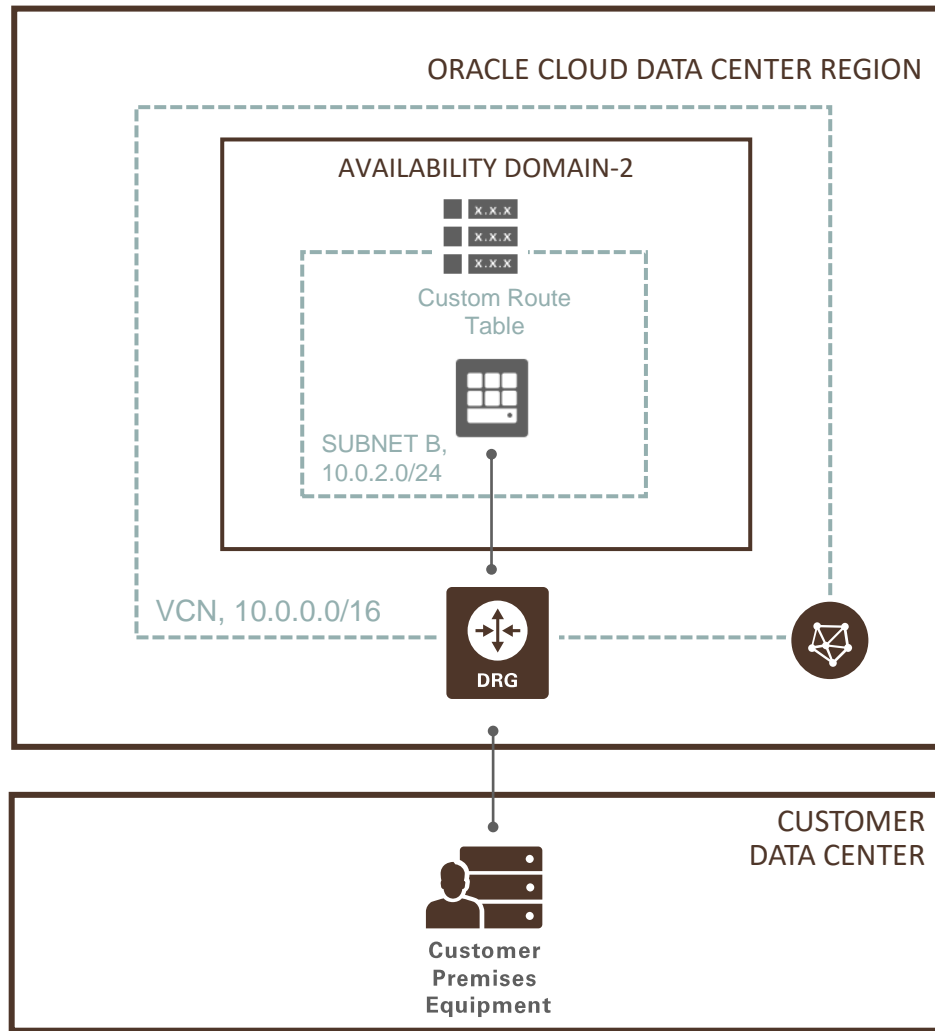 ORACLE CLOUD DATA CENTER REGION
AVAILABILITY DOMAIN-2
x.x.x
x.x.x
x.x.x
Custom Route
Table
SUBNET B,
10.0.2.0/24
VCN, 10.0.0.0/16
DRG
CUSTOMER
DATA CENTER
Customer
Premises
Equipment